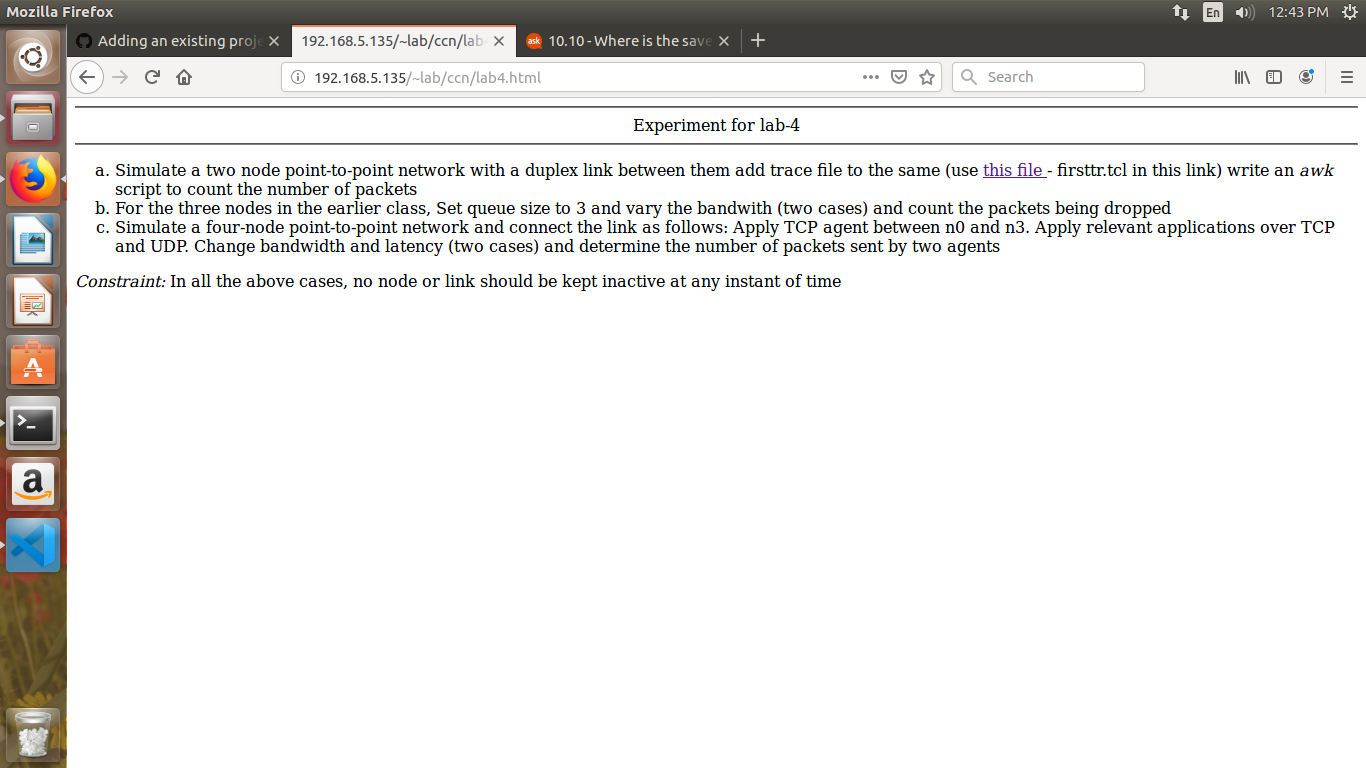 Mozilla Firefox
En
12:43 PM
Adding an existing proje
192.168.5.135/~lab/ccn/lab4
ask
10.10 - Where is the save
192.168.5.135/~lab/ccn/lab4.html
Search
Experiment for lab-4
a. Simulate a two node point-to-point network with a duplex link between them add trace file to the same (use this file - firsttr.tcl in this link) write an awk
script to count the number of packets
b. For the three nodes in the earlier class, Set queue size to 3 and vary the bandwith (two cases) and count the packets being dropped
c. Simulate a four-node point-to-point network and connect the link as follows: Apply TCP agent between n0 and n3. Apply relevant applications over TCP
and UDP. Change bandwidth and latency (two cases) and determine the number of packets sent by two agents
Constraint: In all the above cases, no node or link should be kept inactive at any instant of time